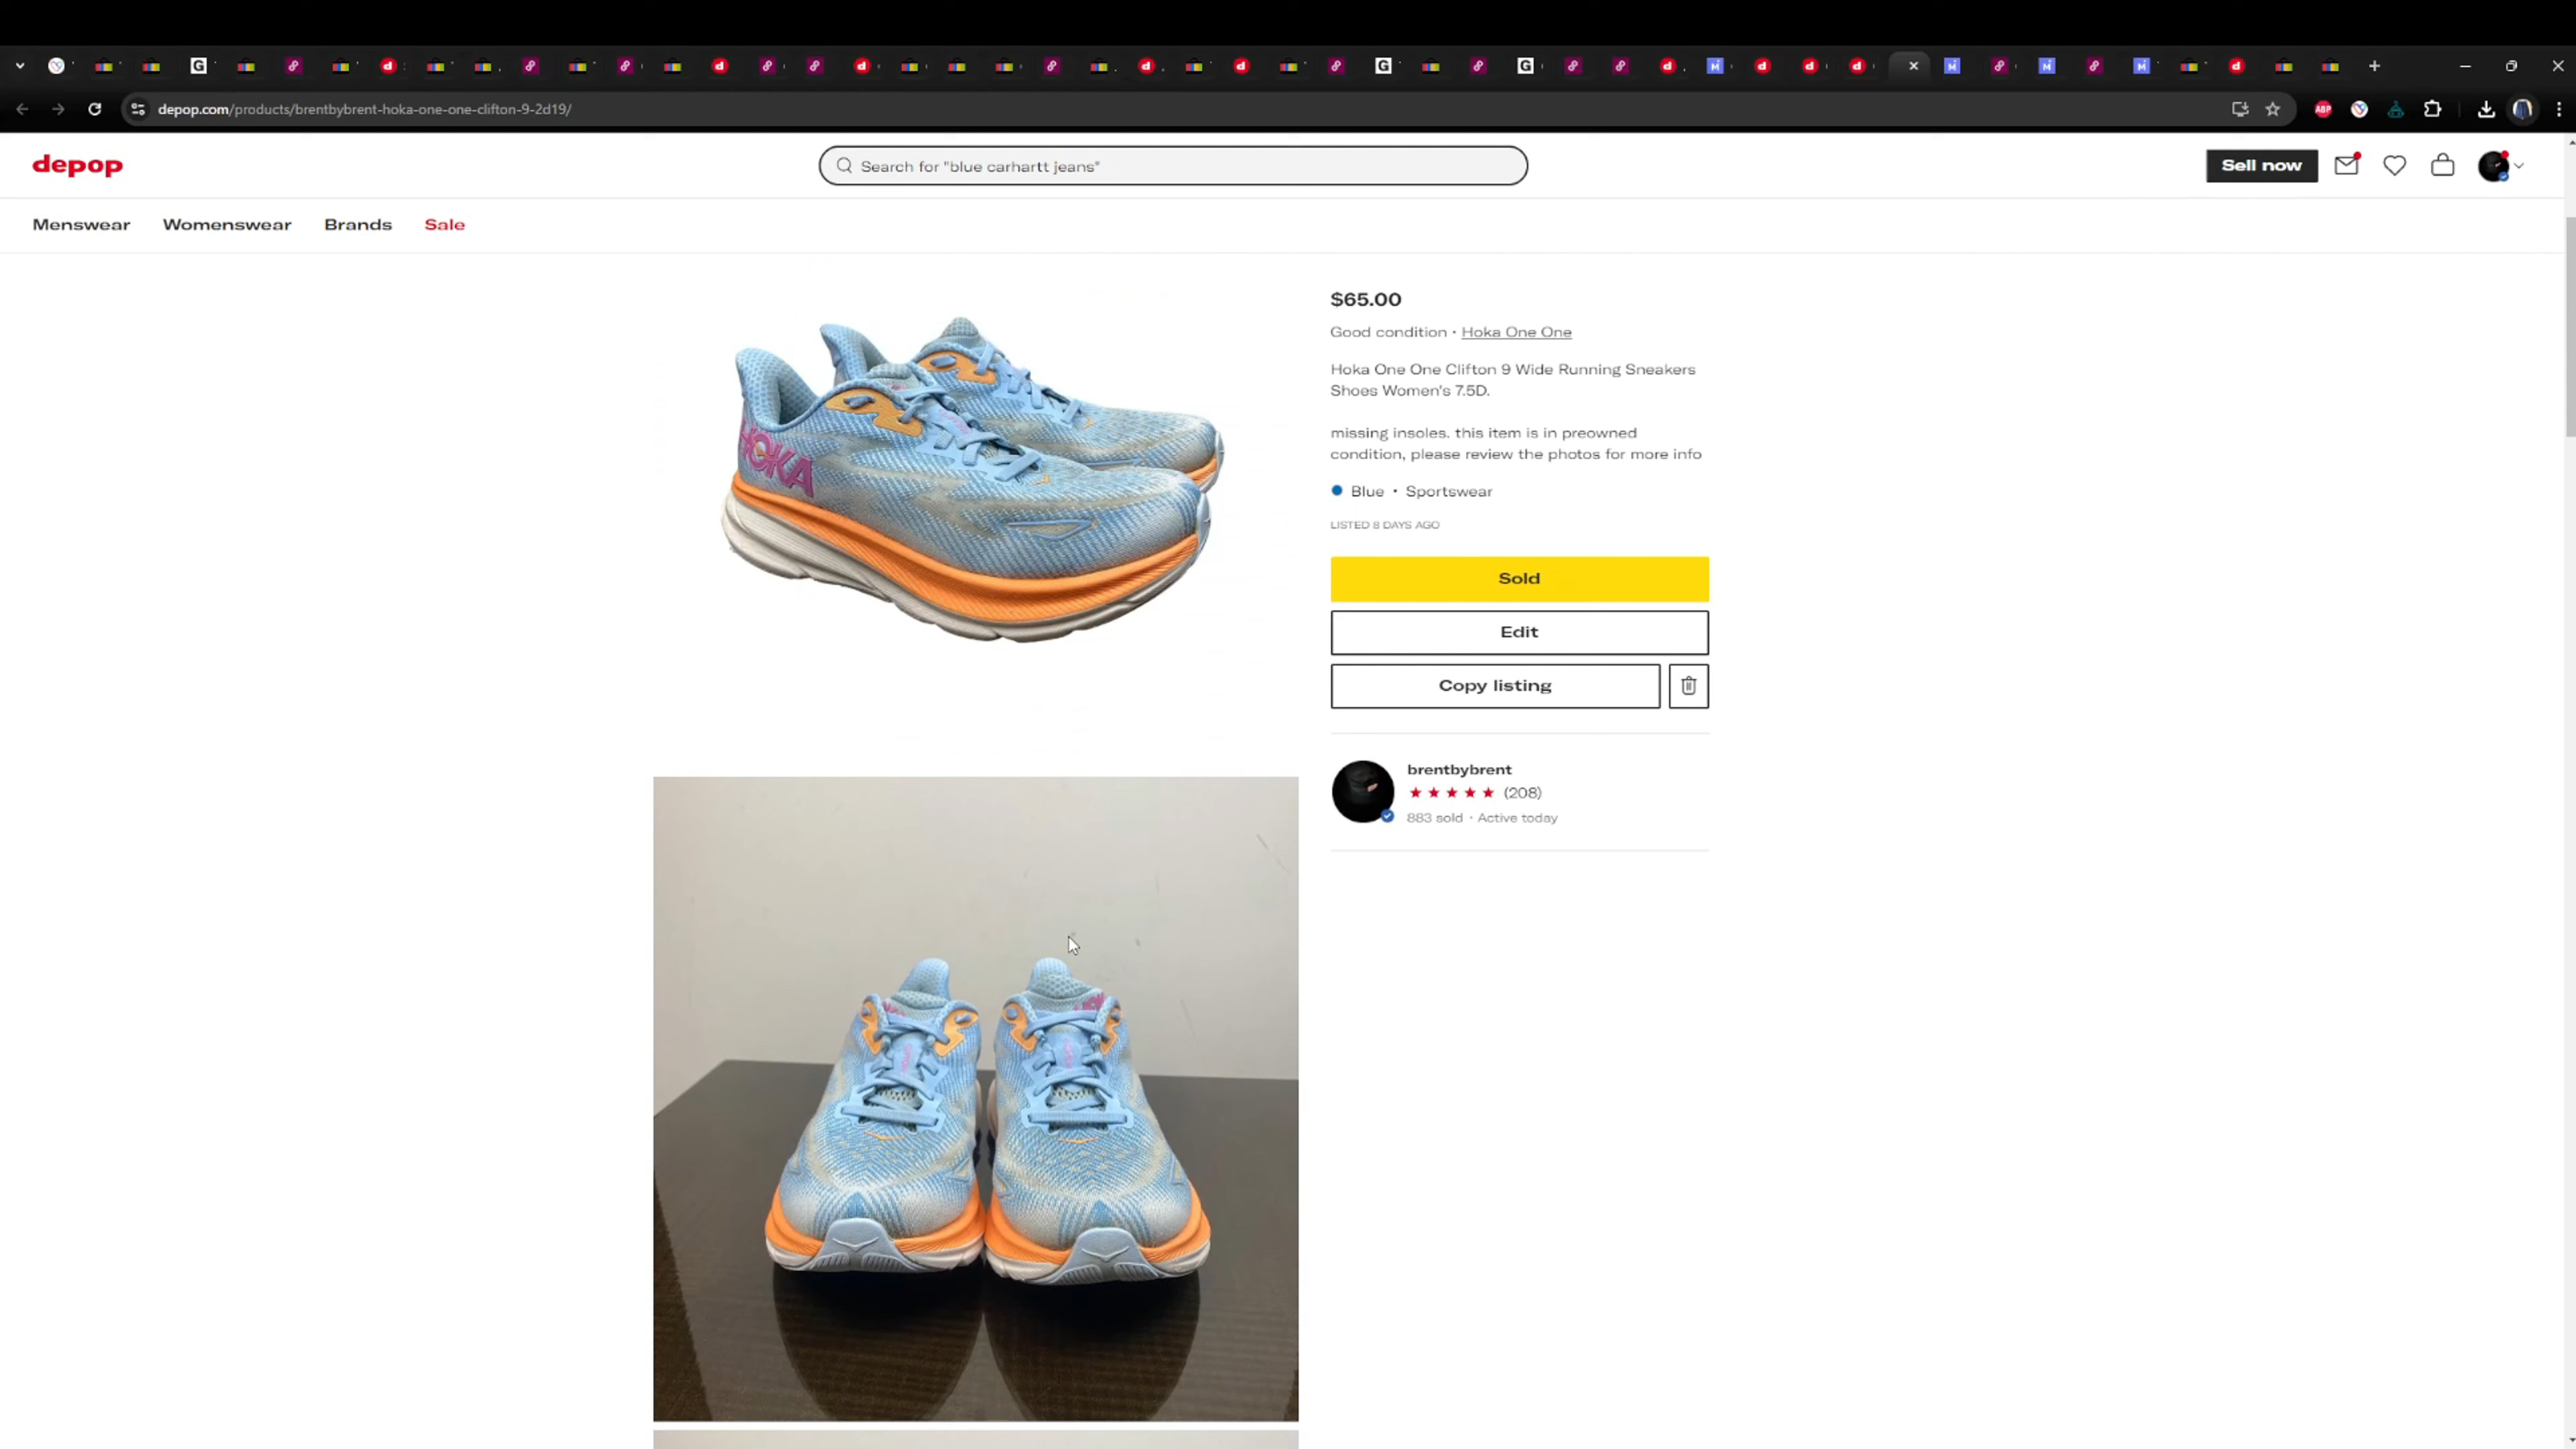 depop.com/products/brentbybrent-hoka-one-one-clifton-9-2d19/
depop
Search for "blue carhartt jeans"
Sell now
Menswear Womenswear Brands Sale
$65.00
Good condition • Hoka One One
Hoka One One Clifton 9 Wide Running Sneakers
Shoes Women's 7.5D.
missing insoles. this item is in preowned
condition, please review the photos for more info
Blue • Sportswear
LISTED 8 DAYS AGO
Sold
Edit
Copy listing
brentbybrent
(208)
883 sold • Active today
HOKA